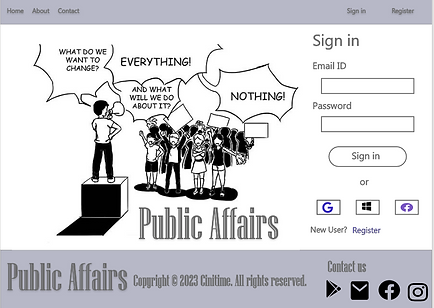 Home About Contact Sign in Register
Sign in
WHAT DO WE
WANT TO
CHANGE?
EVERYTHING!
AND WHAT
WILL WE DO
ABOUT IT?
NOTHING!
Email ID
Password
Sign in
or
G
Public Affairs
New User? Register
Public Affairs Copyright © 2023 Clnitime. All rights reserved.
Contact us